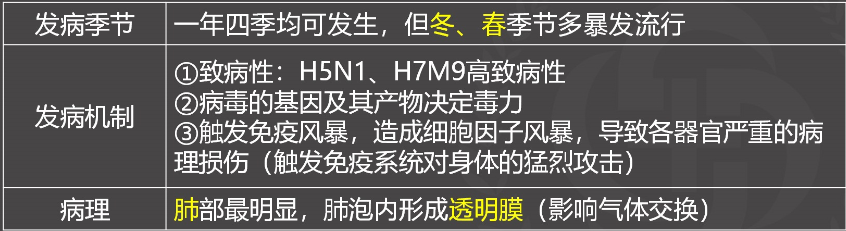 发病季节
一年四季均可发生，但冬、春季节多暴发流行
发病机制
①致病性：H5N1、H7M9高致病性
②病毒的基因及其产物决定毒力
③触发免疫风暴，造成细胞因子风暴，导致各器官严重的病
理损伤（触发免疫系统对身体的猛烈攻击）
病理
肺部最明显，肺泡内形成透明膜（影响气体交换）